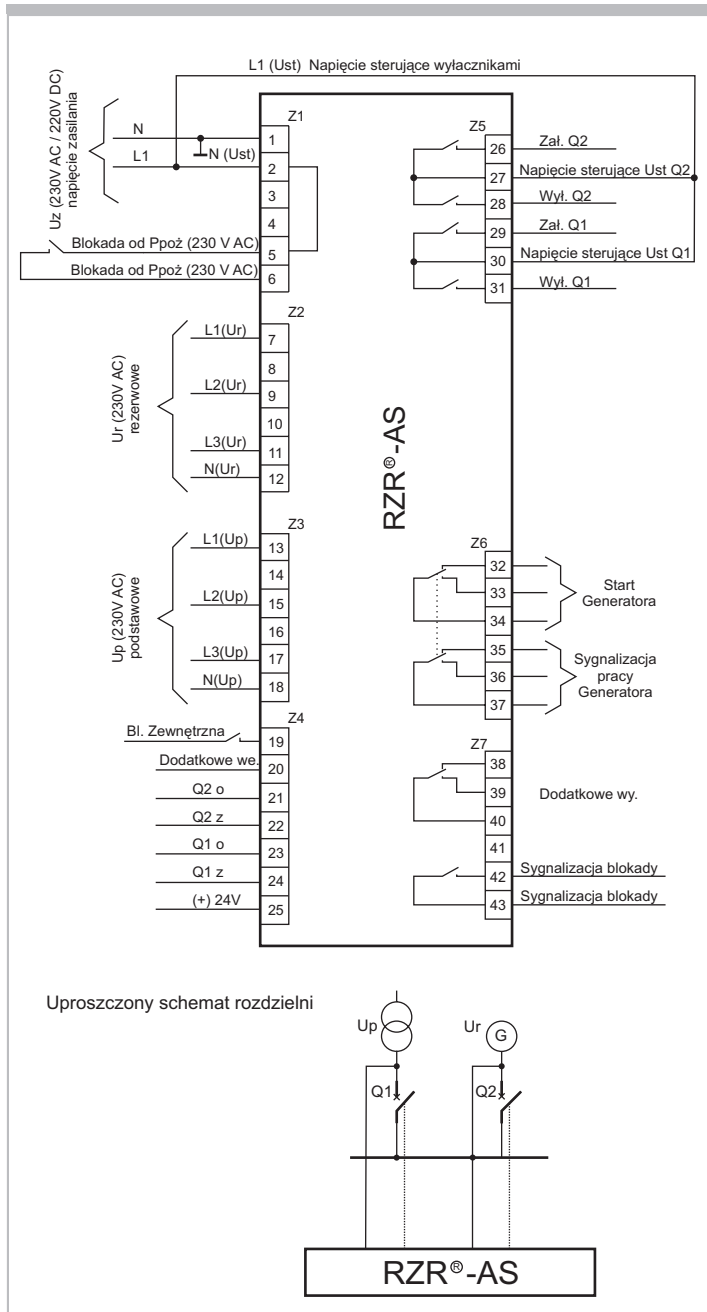 L1 (Ust) Napięcie sterujące wyłacznikami
Uz (230V AC / 220V DC)
napięcie zasilania
N
L1
N (Ust)
Blokada od Ppoż (230 V AC)
Blokada od Ppoż (230 V AC)
Z1
1
2
3
4
5
6
Ur (230V AC)
rezerwowe
L1(Ur)
L2(Ur)
L3(Ur)
N(Ur)
Z2
7
8
9
10
11
12
Up (230V AC)
podstawowe
L1(Up)
L2(Up)
L3(Up)
N(Up)
Z3
13
14
15
16
17
18
Z4
Bl. Zewnętrzna
19
Dodatkowe we.
20
Q2 o
21
Q2 z
22
Q1 o
23
Q1 z
24
(+) 24V
25
RZR®-AS
Z5
26 Zał. Q2
27 Napięcie sterujące Ust Q2
28 Wył. Q2
29 Zał. Q1
30 Napięcie sterujące Ust Q1
31 Wył. Q1
Z6
32
33
34
Start
Generatora
35
36
37
Sygnalizacja
pracy
Generatora
Z7
38
39
40
Dodatkowe wy.
41
42 Sygnalizacja blokady
43 Sygnalizacja blokady
Uproszczony schemat rozdzielni
Up
Ur
G
Q1
Q2
RZR®-AS